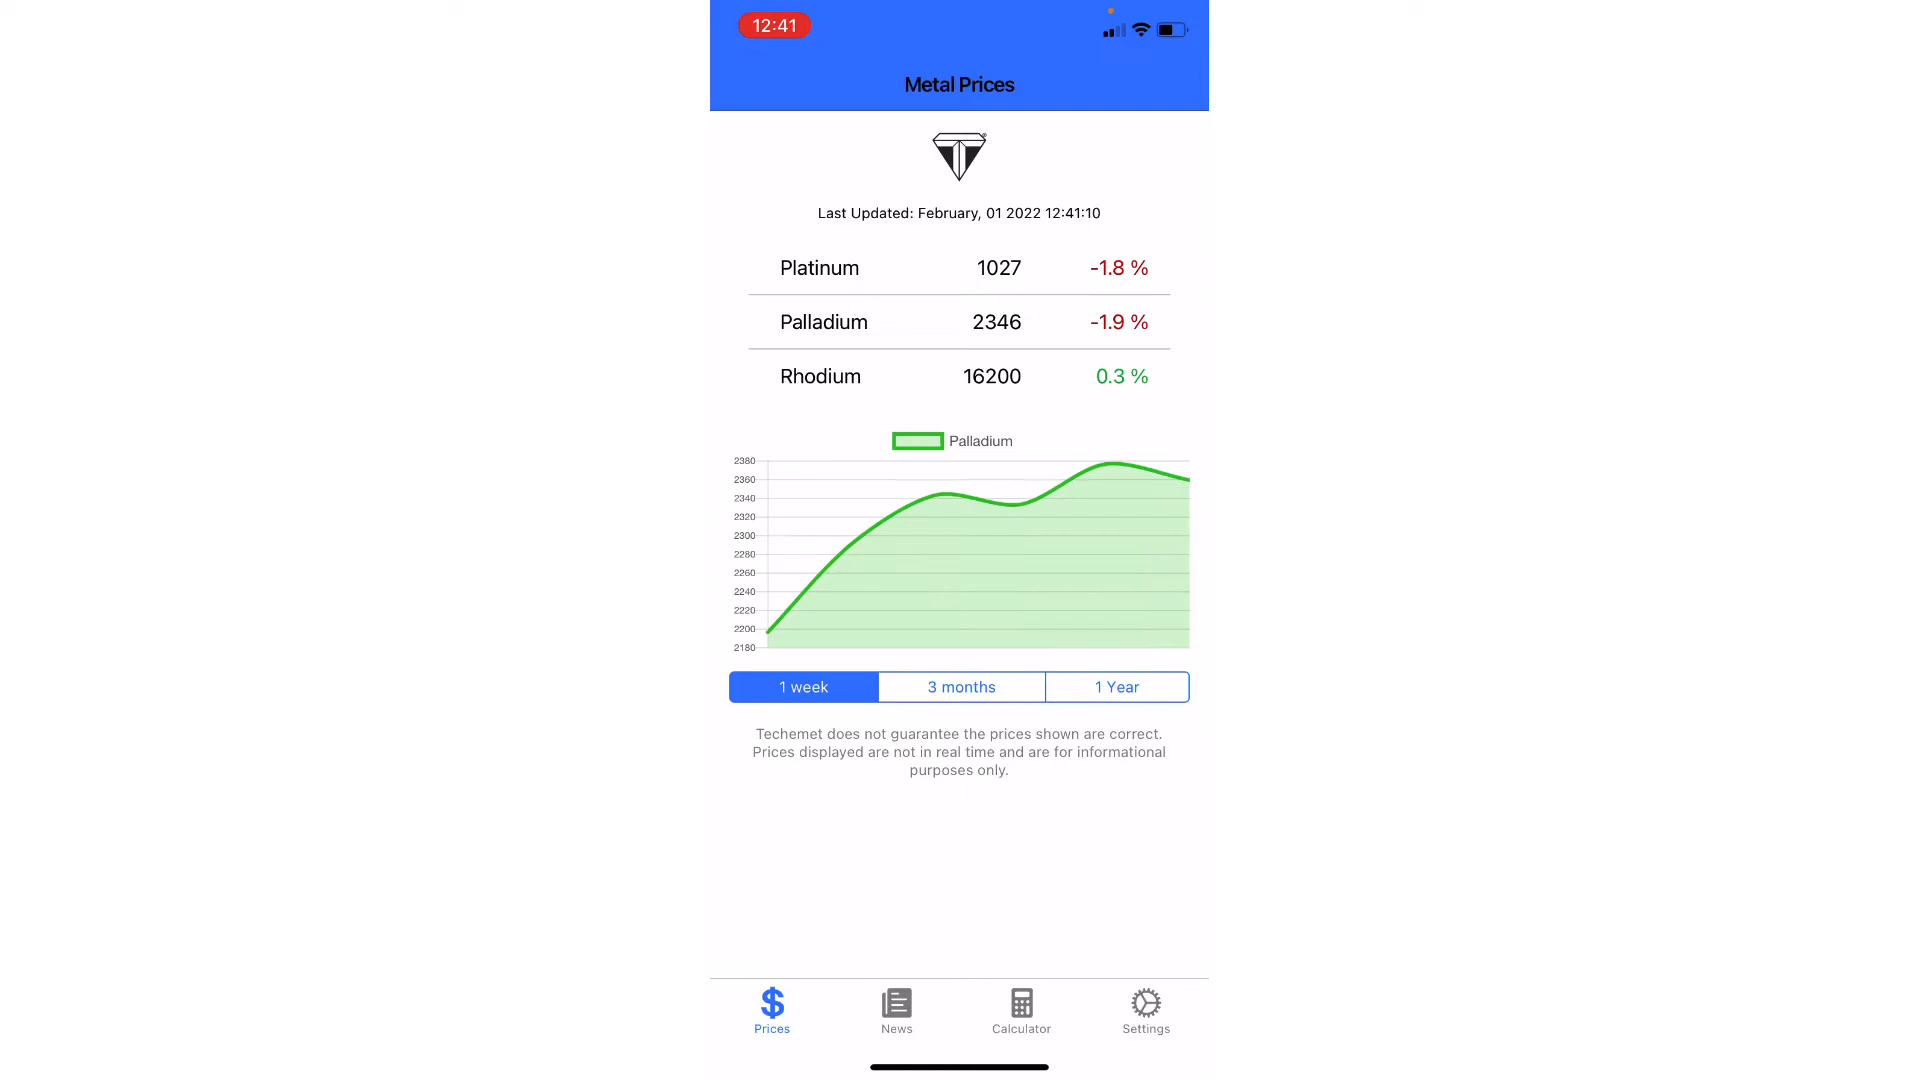 12:41
Metal Prices
Last Updated: February, 01 2022 12:41:10
Platinum 1027 -1.8 %
Palladium 2346 -1.9 %
Rhodium 16200 0.3 %
Palladium
2380
2360
2340
2320
2300
2280
2260
2240
2220
2200
2180
1 week 3 months 1 Year
Techemet does not guarantee the prices shown are correct.
Prices displayed are not in real time and are for informational
purposes only.
Prices News Calculator Settings